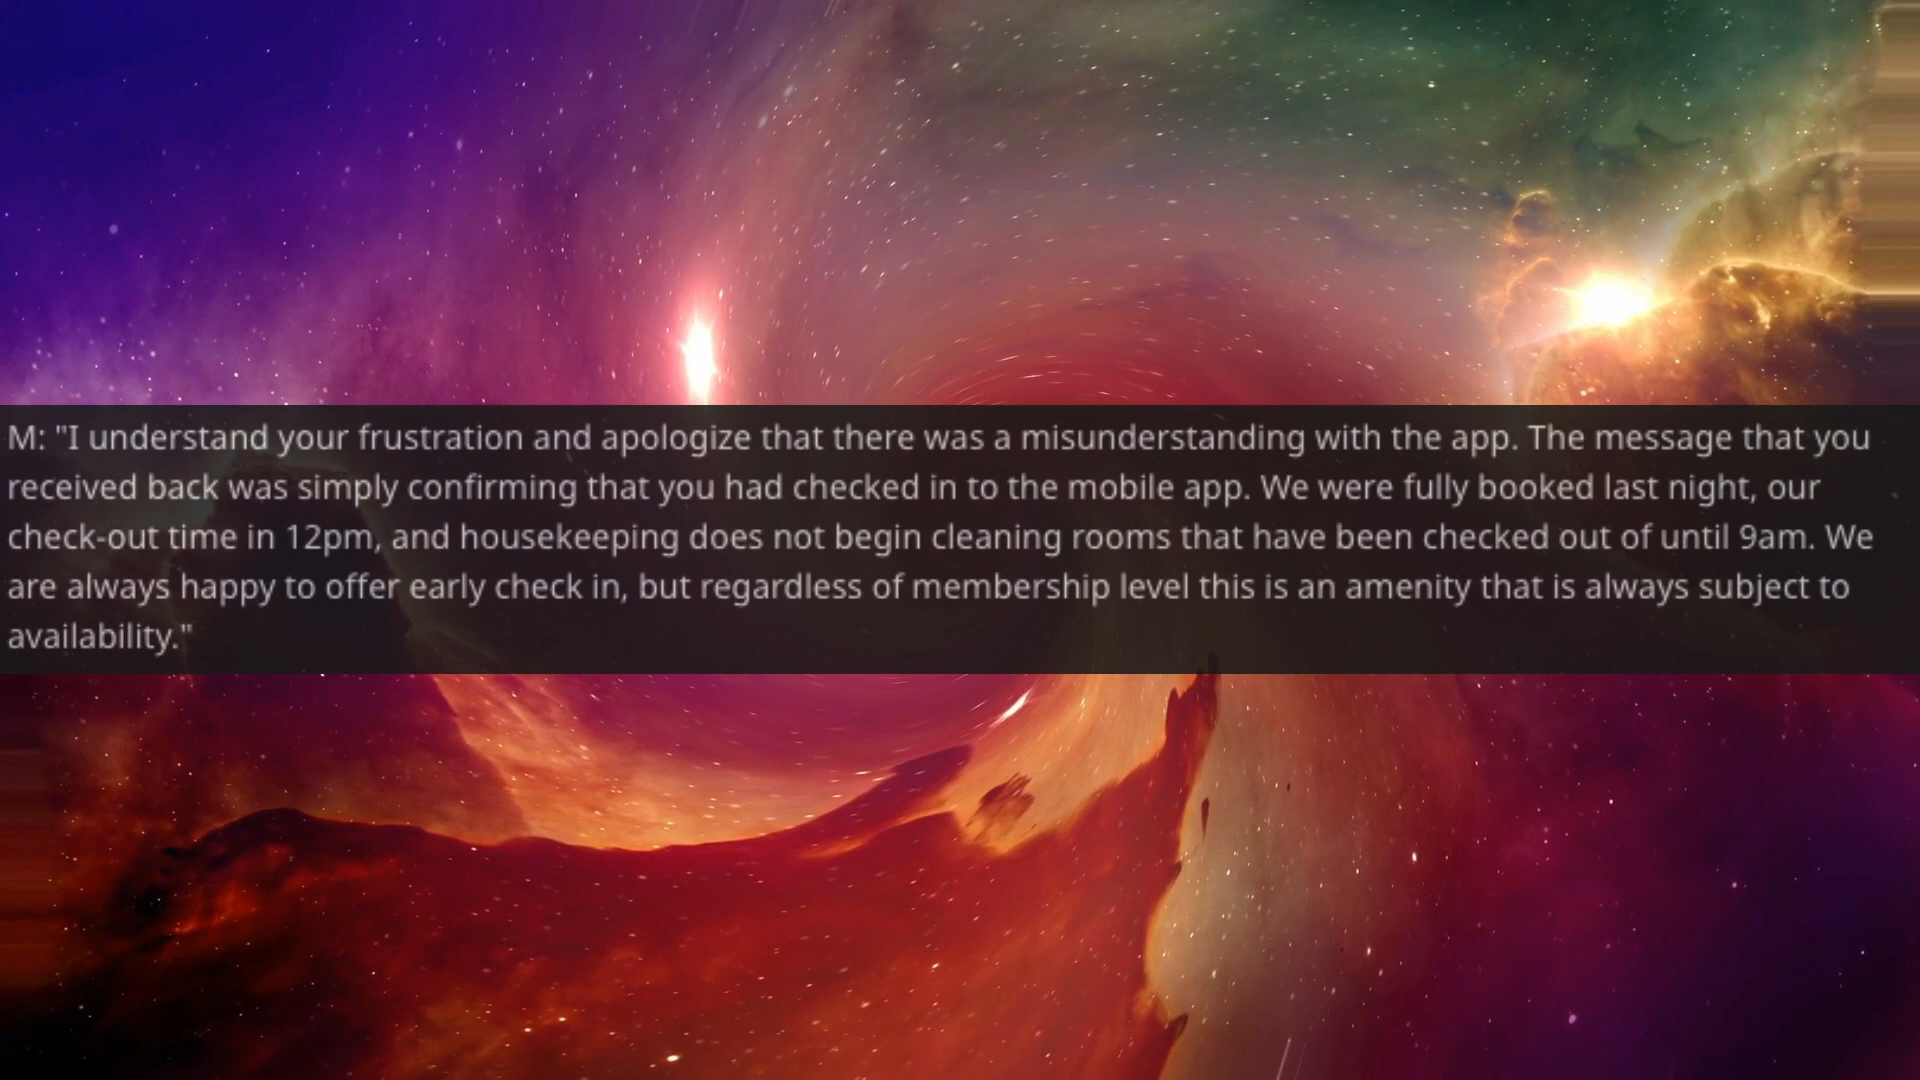 M: "I understand your frustration and apologize that there was a misunderstanding with the app. The message that you
received back was simply confirming that you had checked in to the mobile app. We were fully booked last night, our
check-out time in 12pm, and housekeeping does not begin cleaning rooms that have been checked out of until 9am. We
are always happy to offer early check in, but regardless of membership level this is an amenity that is always subject to
availability."